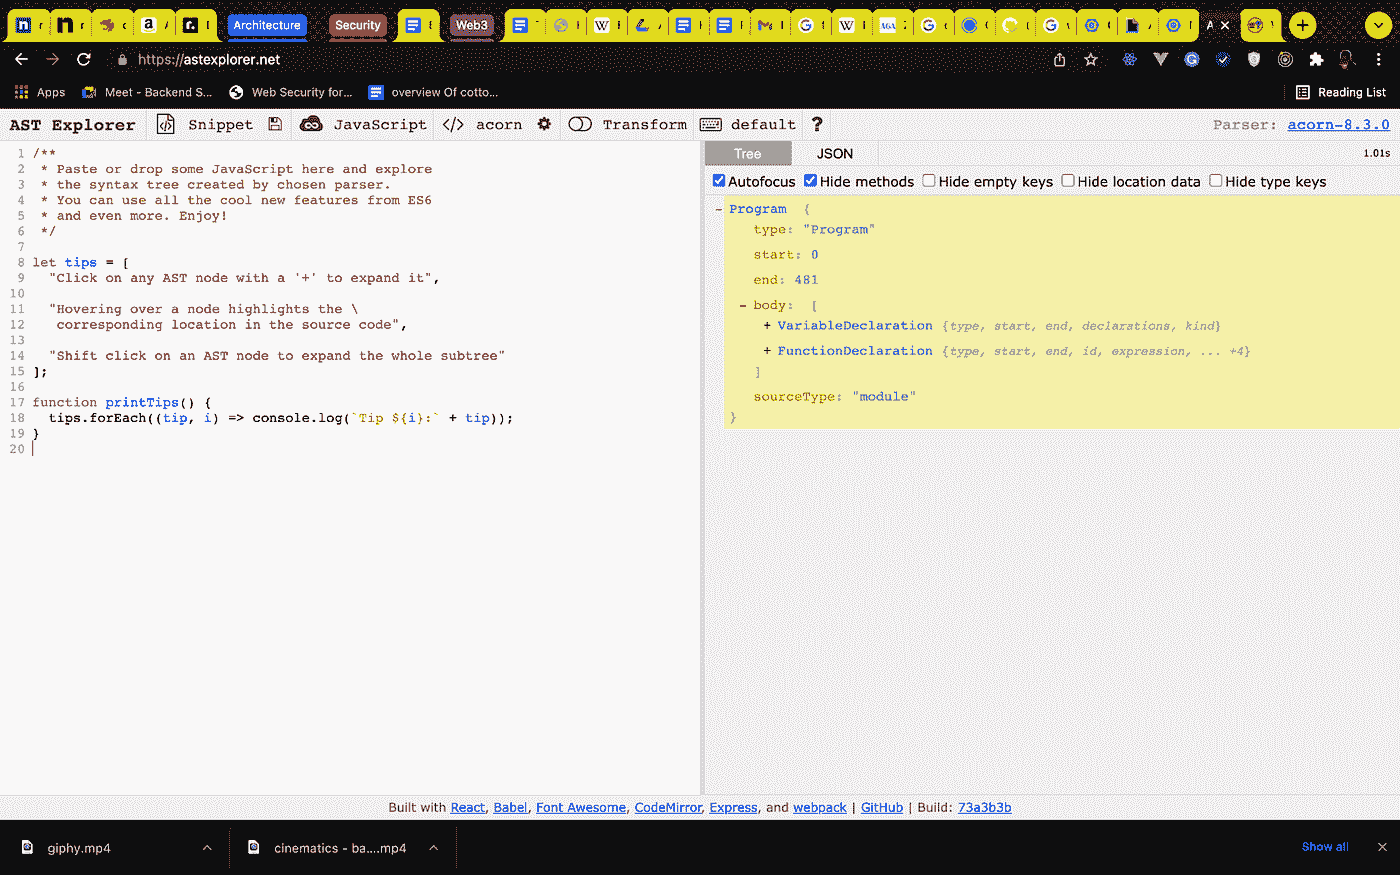 Architecture Security Web3
https://astexplorer.net
Apps Meet - Backend S... Web Security for... overview Of cotto... Reading List
AST Explorer Snippet JavaScript </> acorn Transform default ? Parser: acorn-8.3.0
Tree JSON 1.01s
Autofocus Hide methods Hide empty keys Hide location data Hide type keys
1 /**
2 * Paste or drop some JavaScript here and explore
3 * the syntax tree created by chosen parser.
4 * You can use all the cool new features from ES6
5 * and even more. Enjoy!
6 */
7
8 let tips = [
9 "Click on any AST node with a '+' to expand it",
10
11 "Hovering over a node highlights the \
12 corresponding location in the source code",
13
14 "Shift click on an AST node to expand the whole subtree"
15 ];
16
17 function printTips() {
18 tips.forEach((tip, i) => console.log(`Tip ${i}:` + tip));
19 }
20
- Program {
type: "Program"
start: 0
end: 481
- body: [
+ VariableDeclaration {type, start, end, declarations, kind}
+ FunctionDeclaration {type, start, end, id, expression, ... +4}
]
sourceType: "module"
}
Built with React, Babel, Font Awesome, CodeMirror, Express, and webpack | GitHub | Build: 73a3b3b
giphy.mp4 cinematics - ba....mp4 Show all